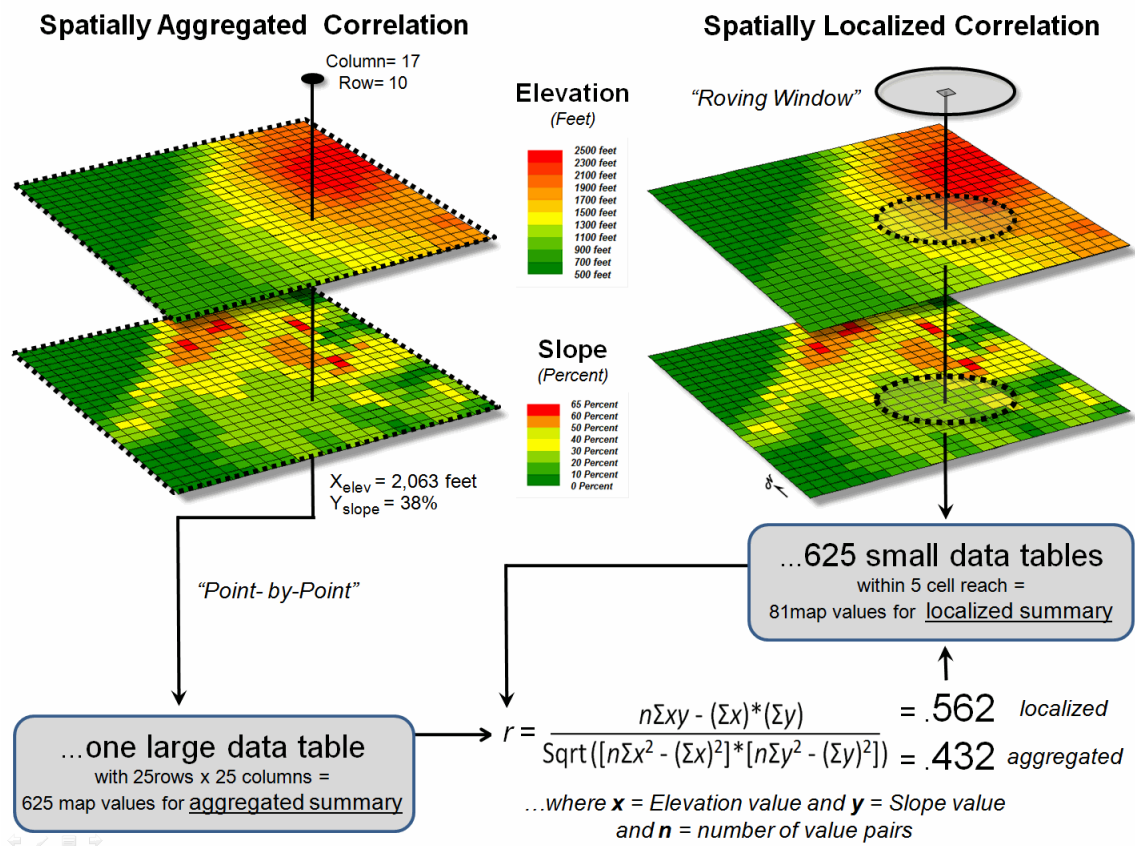 Spatially Aggregated Correlation
Column= 17
Row= 10
Spatially Localized Correlation
“Roving Window”
Elevation
(Feet)
2500 feet
2300 feet
2100 feet
1900 feet
1700 feet
1500 feet
1300 feet
1100 feet
900 feet
700 feet
500 feet
Slope
(Percent)
65 Percent
60 Percent
50 Percent
40 Percent
30 Percent
20 Percent
10 Percent
0 Percent
Xelev = 2,063 feet
Yslope = 38%
“Point- by-Point”
N
...625 small data tables
within 5 cell reach =
81map values for localized summary
...one large data table
with 25rows x 25 columns =
625 map values for aggregated summary
r = nΣxy - (Σx)*(Σy)
Sqrt([nΣx² - (Σx)²]*[nΣy² - (Σy)²])
= .562 localized
= .432 aggregated
...where x = Elevation value and y = Slope value
and n = number of value pairs